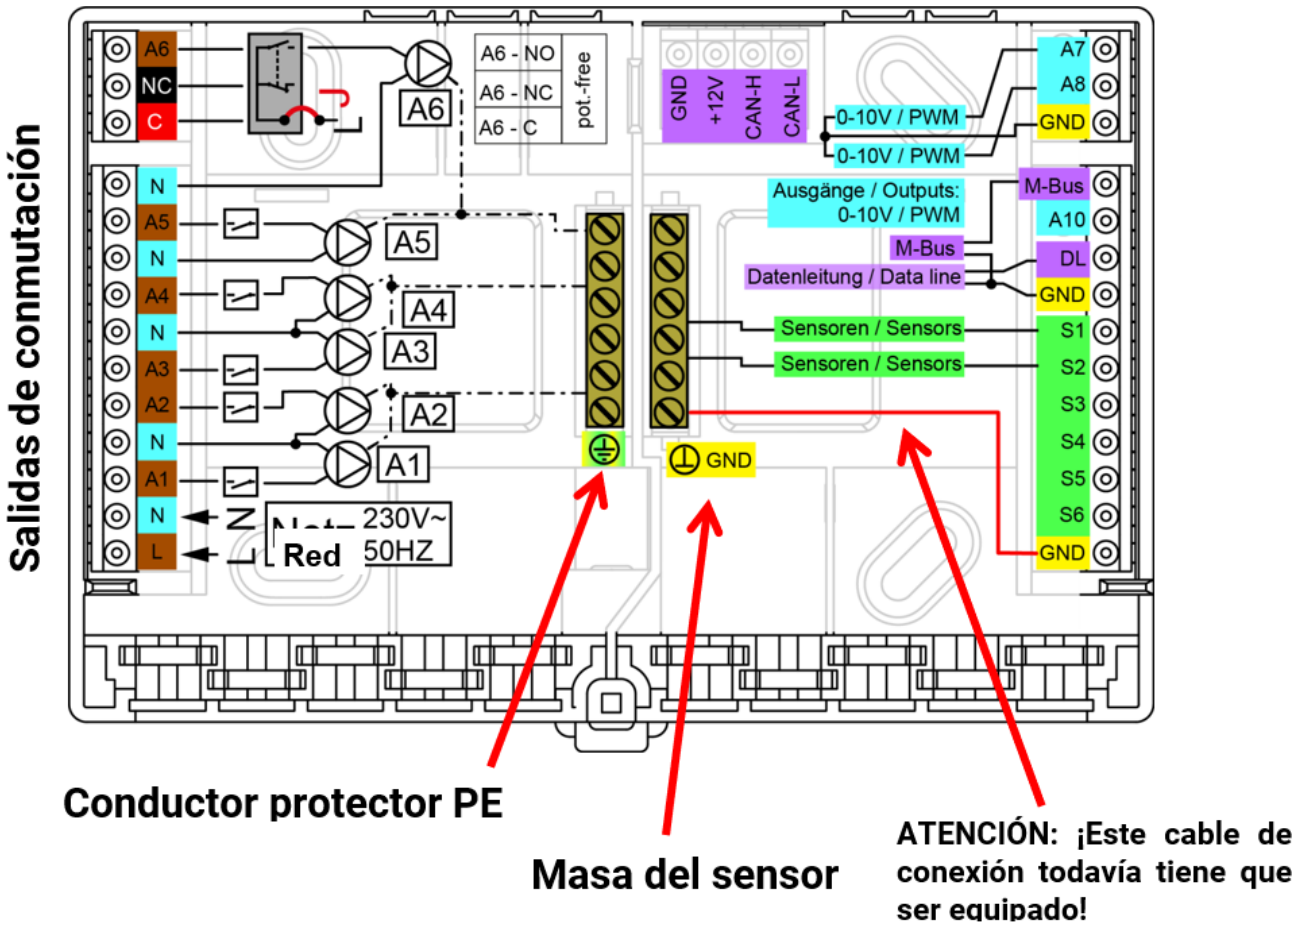 Salidas de conmutación
A6
NC
C
N
A5
N
A4
N
A3
A2
N
A1
N
L
A6
A6 - NO
A6 - NC
A6 - C
pot.-free
A5
A4
A3
A2
A1
N
L
230V~
Red 50HZ
GND
+12V
CAN-H
CAN-L
0-10V / PWM
0-10V / PWM
Ausgänge / Outputs:
0-10V / PWM
M-Bus
Datenleitung / Data line
Sensoren / Sensors
Sensoren / Sensors
GND
A7
A8
GND
M-Bus
A10
DL
GND
S1
S2
S3
S4
S5
S6
GND
Conductor protector PE
Masa del sensor
ATENCIÓN: ¡Este cable de
conexión todavía tiene que
ser equipado!